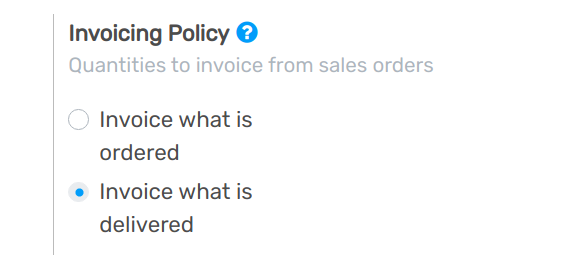 Invoicing Policy ?
Quantities to invoice from sales orders
Invoice what is
ordered
Invoice what is
delivered